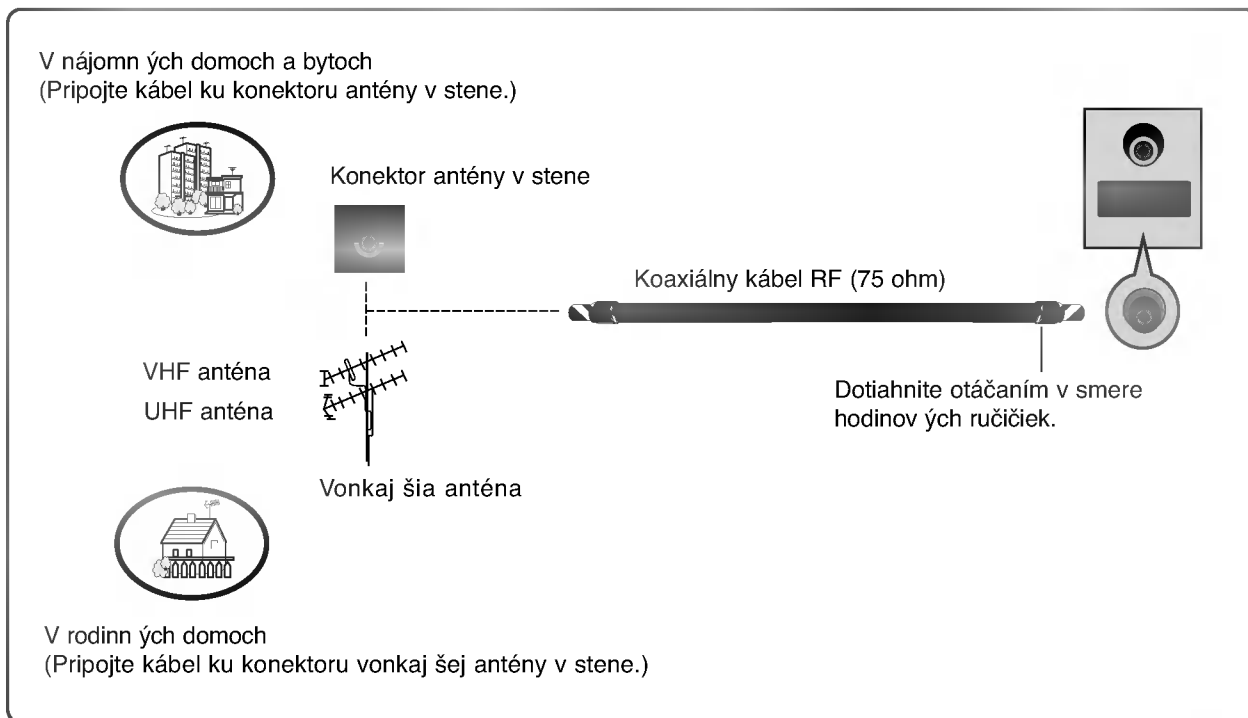 V nájomn ých domoch a bytoch
(Pripojte kábel ku konektoru antény v stene.)
Konektor antény v stene
Koaxiálny kábel RF (75 ohm)
VHF anténa
UHF anténa
Dotiahnite otáčaním v smere
hodinov ých ručičiek.
Vonkaj šia anténa
V rodinn ých domoch
(Pripojte kábel ku konektoru vonkaj šej antény v stene.)